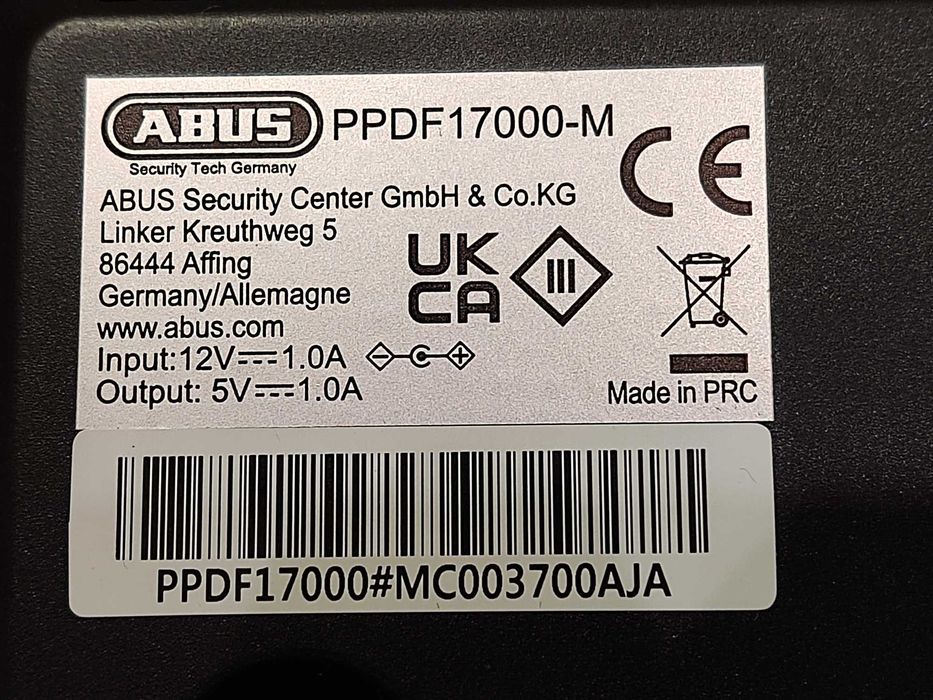 ABUS PPDF17000-M
Security Tech Germany
ABUS Security Center GmbH & Co.KG
Linker Kreuthweg 5
86444 Affing
Germany/Allemagne
www.abus.com
Input:12V⎓1.0A
Output: 5V⎓1.0A
CE
UK
CA
III
Made in PRC
PPDF17000#MC003700AJA